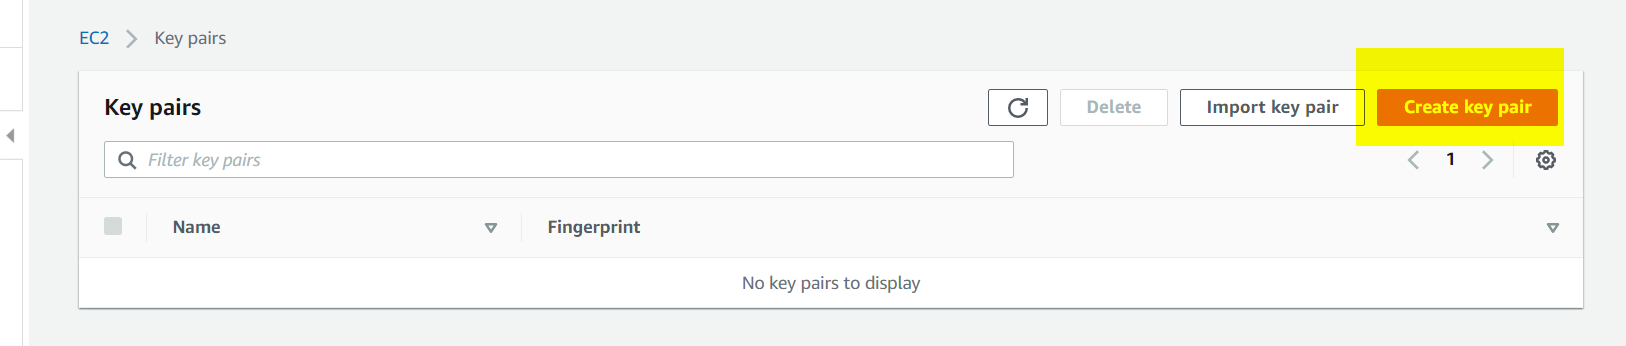 EC2 Key pairs
Key pairs Delete Import key pair Create key pair
Filter key pairs 1
Name Fingerprint
No key pairs to display